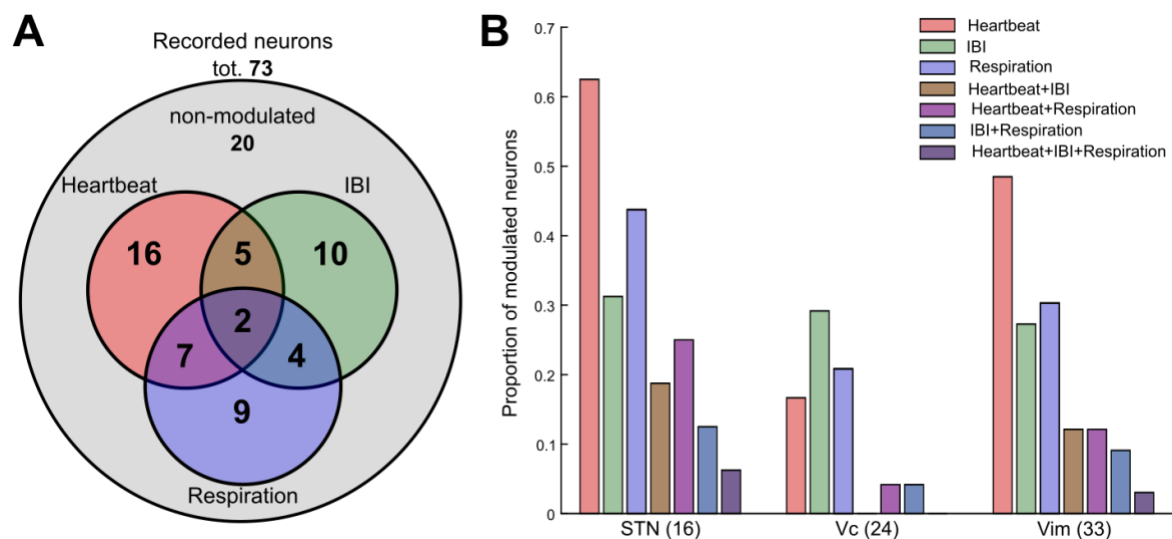 A
Recorded neurons
tot. 73
non-modulated
20
Heartbeat
IBI
16
5
10
2
7
4
9
Respiration
B
Proportion of modulated neurons
0.7
0.6
0.5
0.4
0.3
0.2
0.1
0
STN (16)
Vc (24)
Vim (33)
Heartbeat
IBI
Respiration
Heartbeat+IBI
Heartbeat+Respiration
IBI+Respiration
Heartbeat+IBI+Respiration